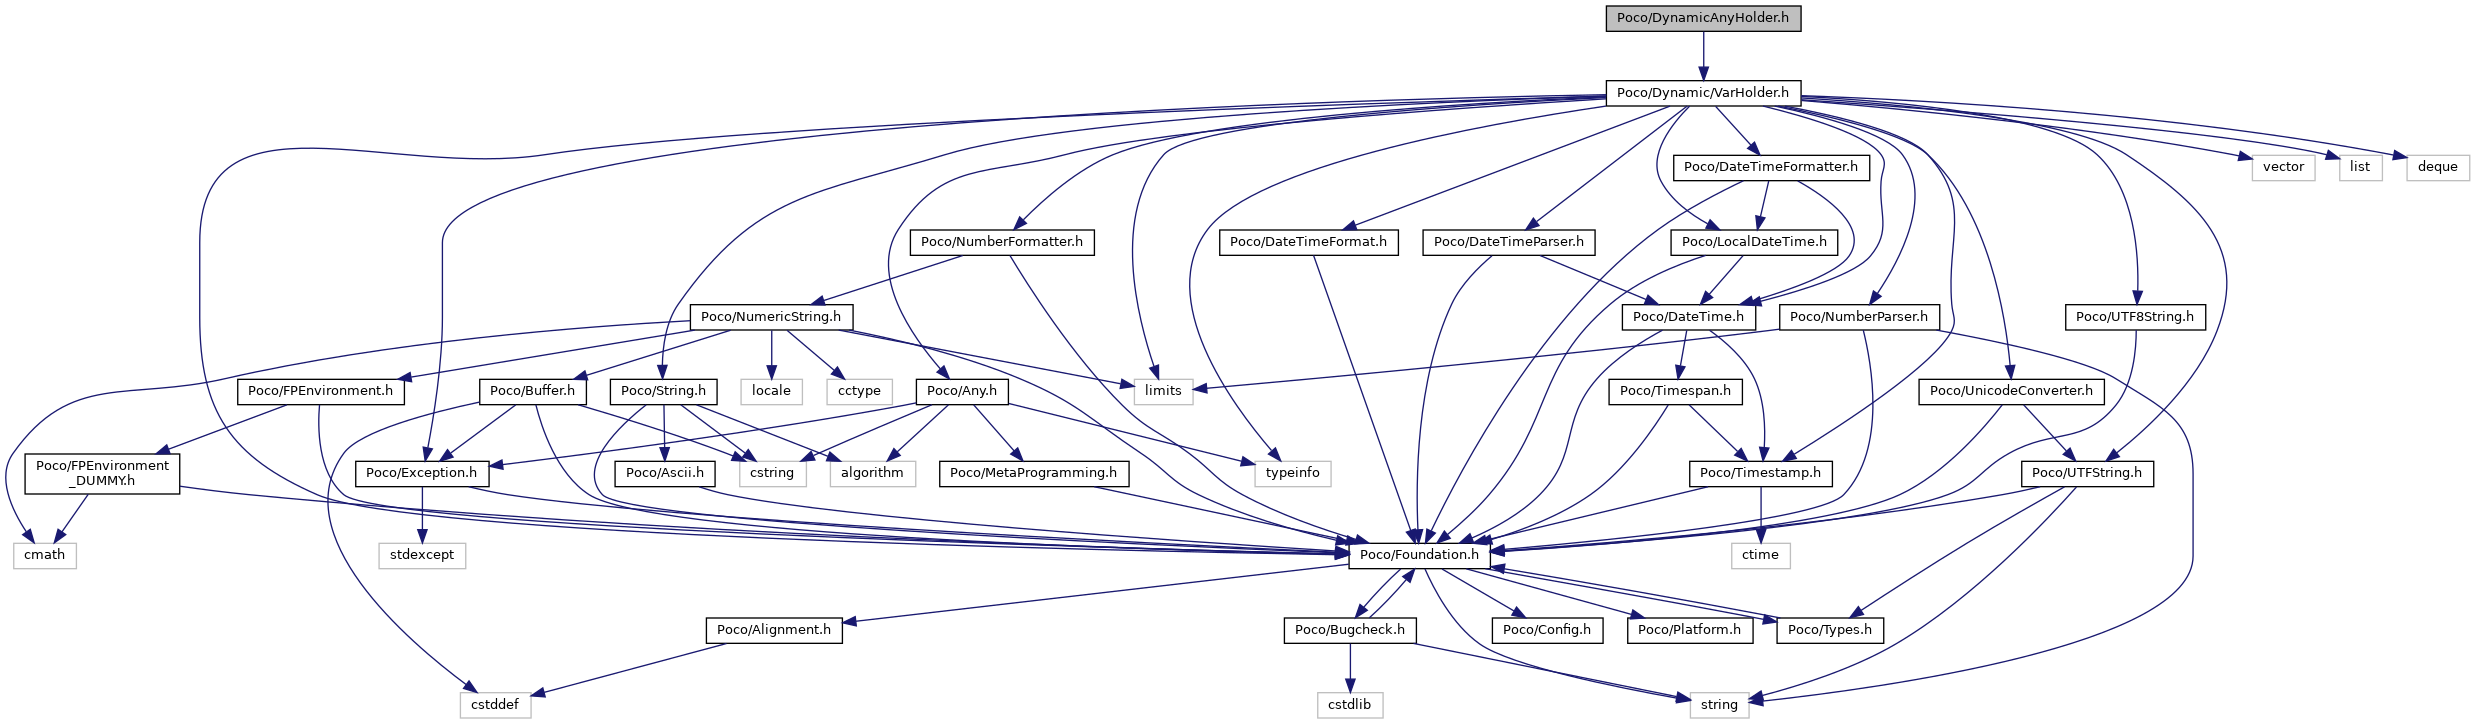 Poco/DynamicAnyHolder.h
Poco/Dynamic/VarHolder.h
Poco/DateTimeFormatter.h
vector
list
deque
Poco/NumberFormatter.h
Poco/DateTimeFormat.h
Poco/DateTimeParser.h
Poco/LocalDateTime.h
Poco/NumericString.h
Poco/DateTime.h
Poco/NumberParser.h
Poco/UTF8String.h
Poco/FPEnvironment.h
Poco/Buffer.h
Poco/String.h
locale
cctype
Poco/Any.h
limits
Poco/Timespan.h
Poco/UnicodeConverter.h
Poco/FPEnvironment
_DUMMY.h
Poco/Exception.h
Poco/Ascii.h
cstring
algorithm
Poco/MetaProgramming.h
typeinfo
Poco/Timestamp.h
Poco/UTFString.h
cmath
stdexcept
Poco/Foundation.h
ctime
Poco/Alignment.h
Poco/Bugcheck.h
Poco/Config.h
Poco/Platform.h
Poco/Types.h
cstddef
cstdlib
string